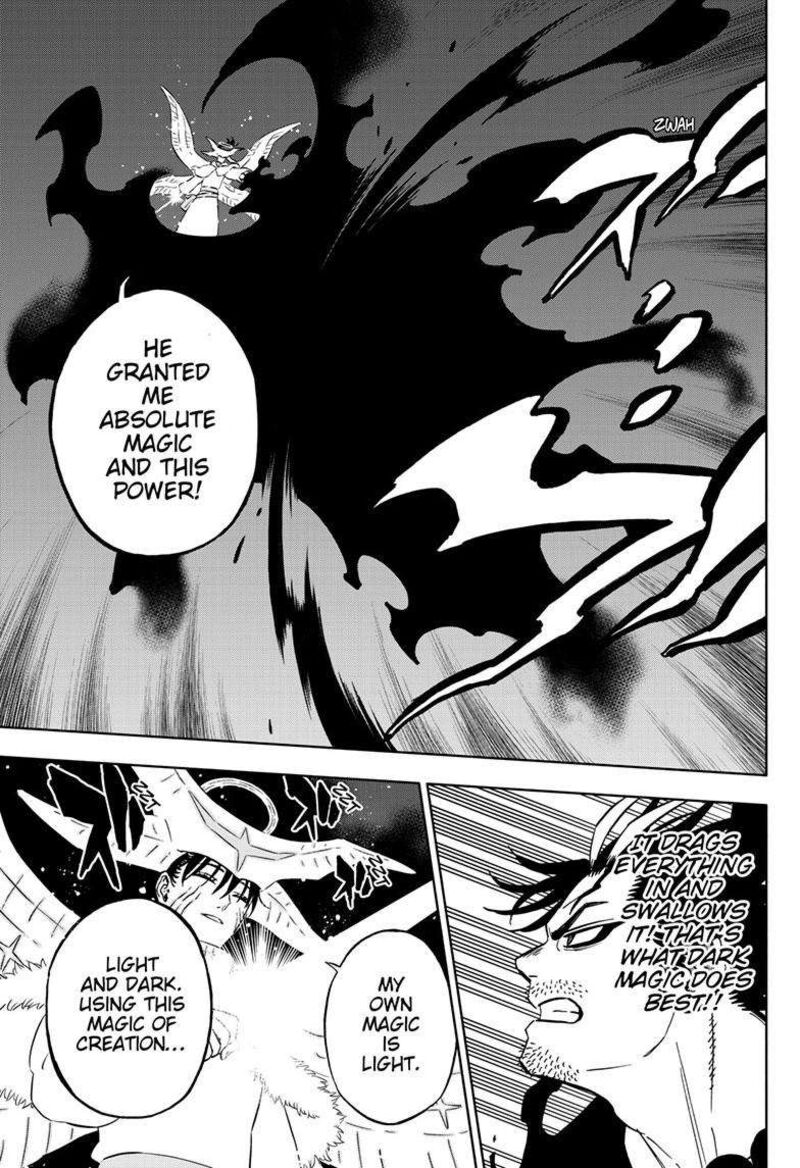 ZWAH
HE
GRANTED
ME
ABSOLUTE
MAGIC
AND THIS
POWER!
IT DRAGS
EVERYTHING
IN AND
SWALLOWS
IT! THAT'S
WHAT DARK
MAGIC DOES
BEST!!
MY
OWN
MAGIC
IS
LIGHT.
LIGHT
AND DARK.
USING THIS
MAGIC OF
CREATION...